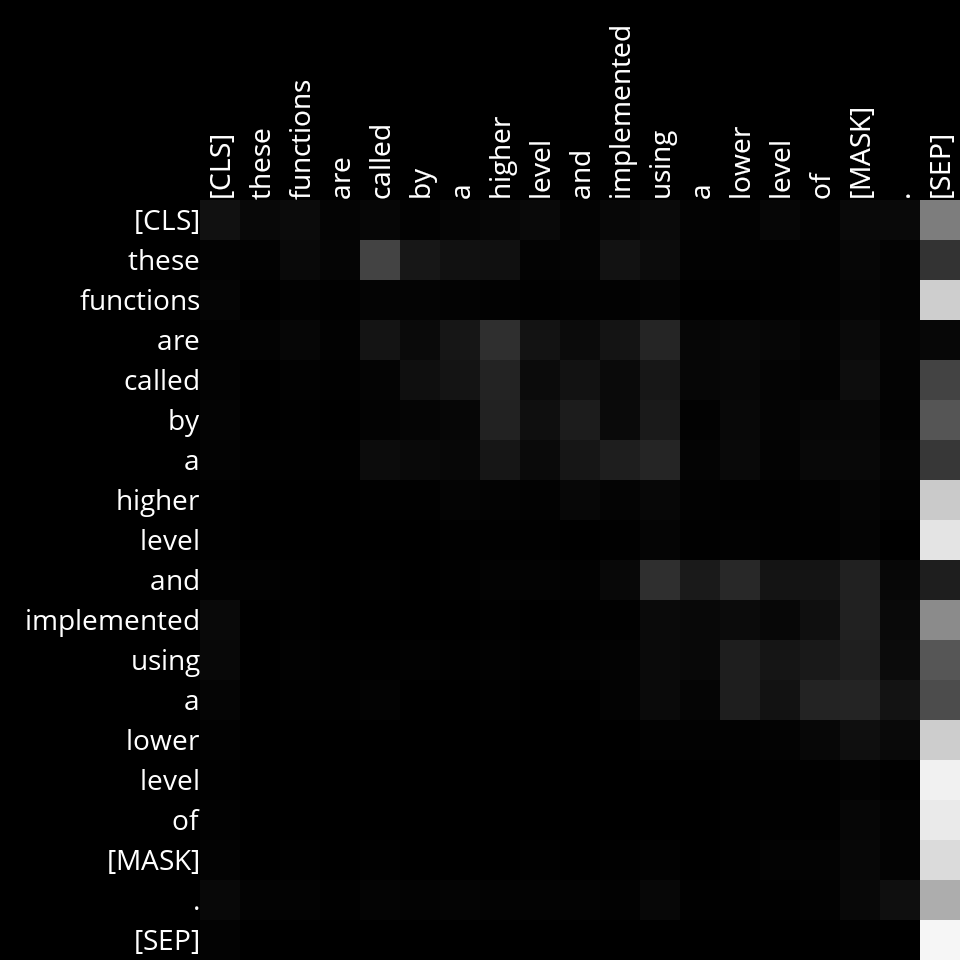 [CLS]
these
functions
are
called
by
a
higher
level
and
implemented
using
a
lower
level
of
[MASK]
.
[SEP]
[CLS]
these
functions
are
called
by
a
higher
level
and
implemented
using
a
lower
level
of
[MASK]
.
[SEP]